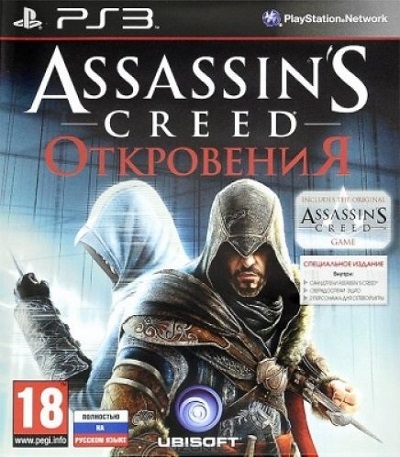 PS3
PlayStation®Network
ASSASSIN'S
CREED
ОТКРОВЕНИЯ
INCLUDES THE ORIGINAL
ASSASSIN'S
CREED
GAME
СПЕЦИАЛЬНОЕ ИЗДАНИЕ
Внутри:
18
www.pegi.info
ПОЛНОСТЬЮ
НА
РУССКОМ ЯЗЫКЕ
UBISOFT